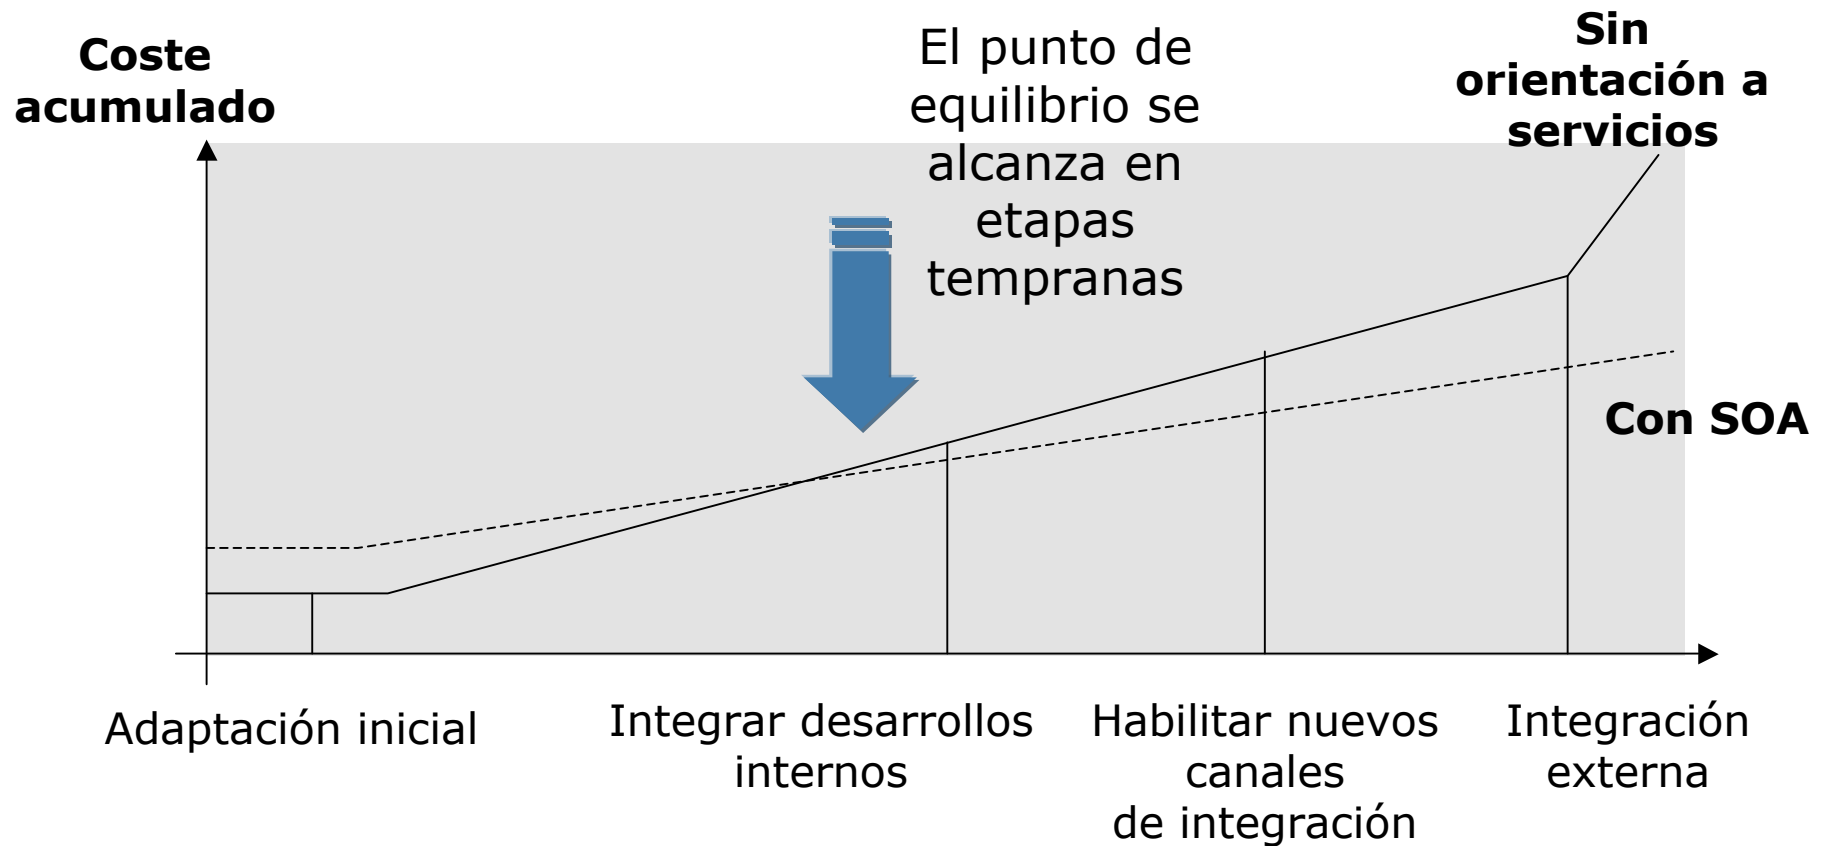 Coste
acumulado
El punto de
equilibrio se
alcanza en
etapas
tempranas
Sin
orientación a
servicios
Con SOA
Adaptación inicial
Integrar desarrollos
internos
Habilitar nuevos
canales
de integración
Integración
externa